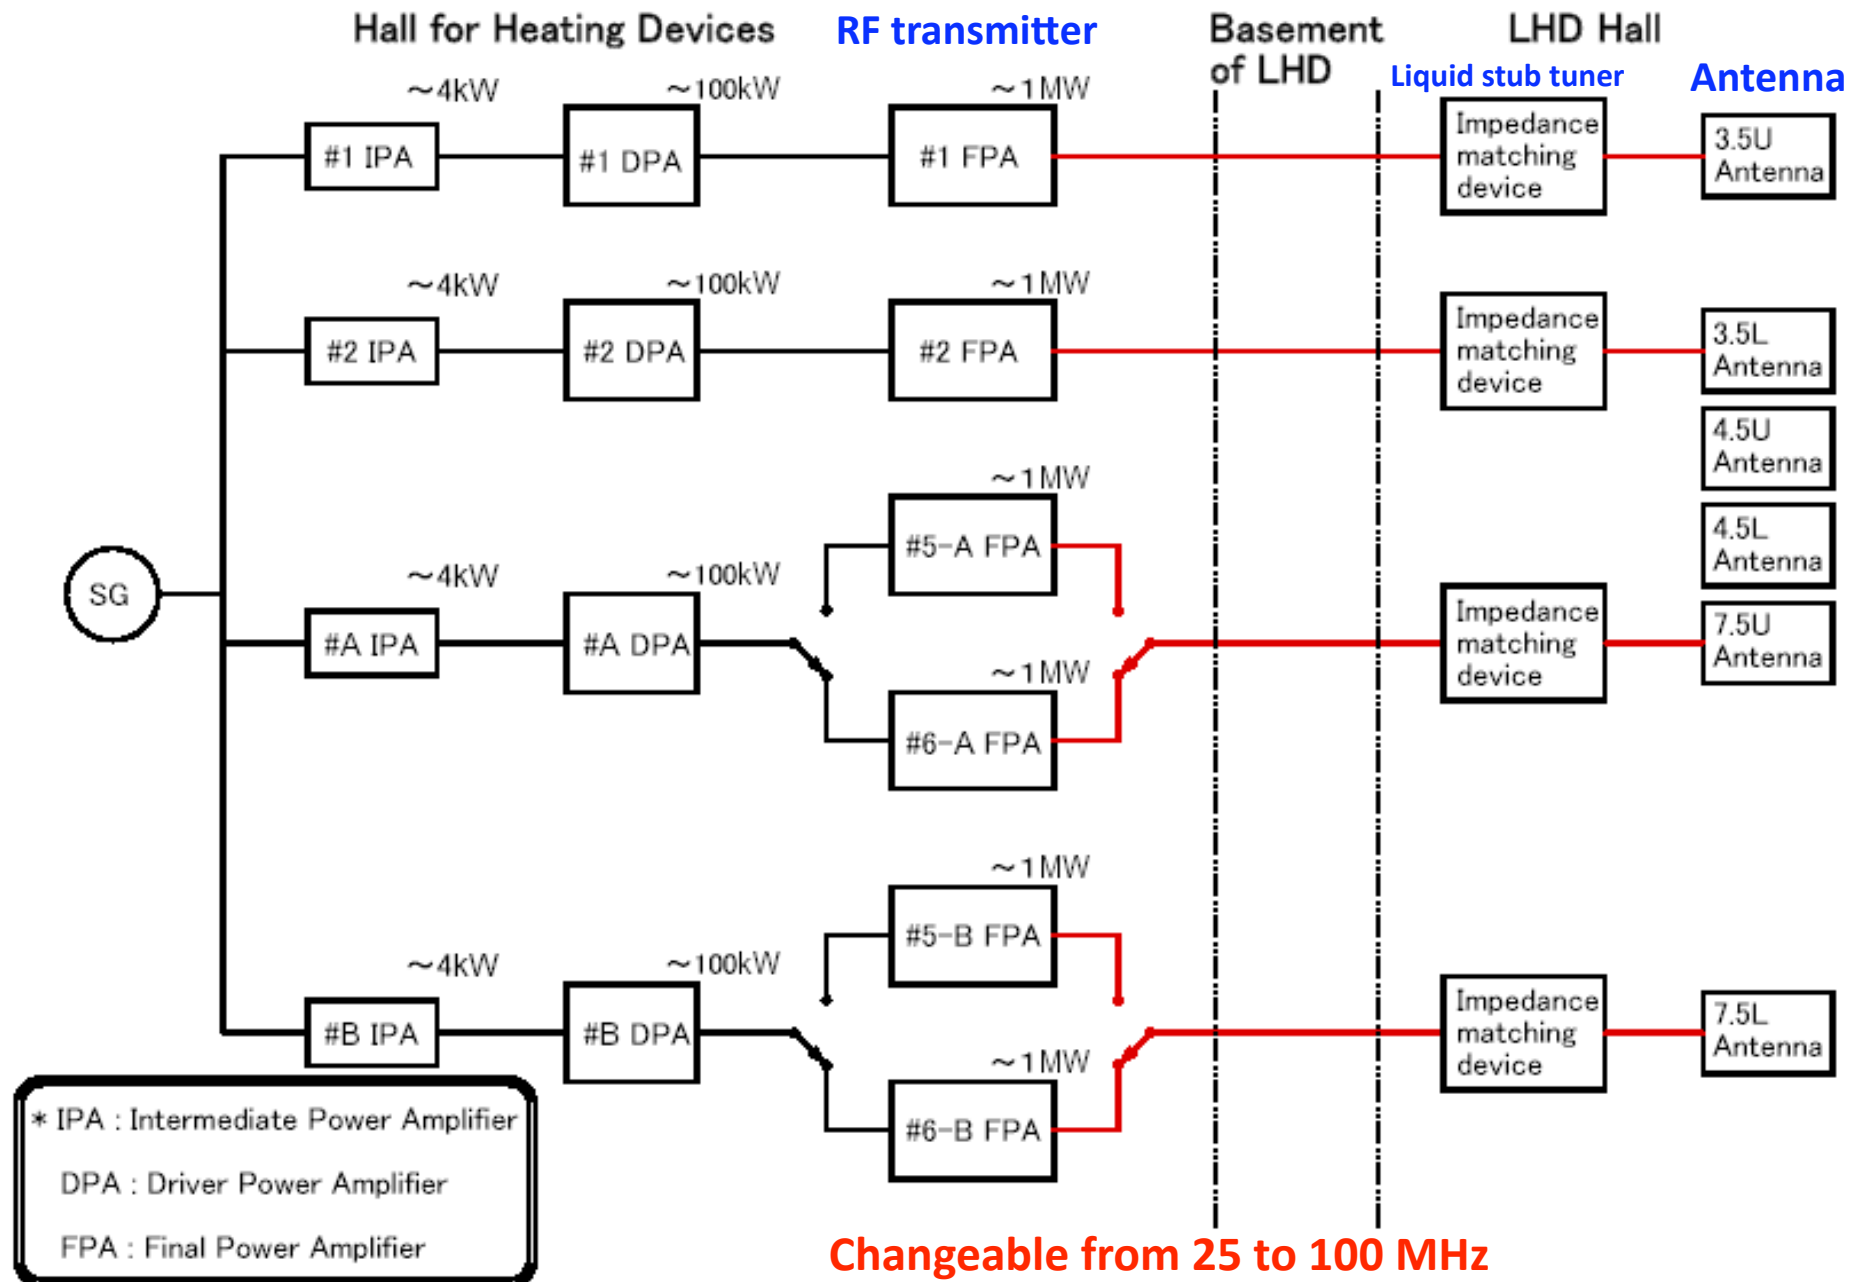 Hall for Heating Devices
RF transmitter
Basement
of LHD
LHD Hall
Liquid stub tuner
Antenna
~4kW
~100kW
~1MW
#1 IPA
#1 DPA
#1 FPA
Impedance
matching
device
3.5U
Antenna
~4kW
~100kW
~1MW
#2 IPA
#2 DPA
#2 FPA
Impedance
matching
device
3.5L
Antenna
4.5U
Antenna
4.5L
Antenna
~1MW
#5-A FPA
SG
~4kW
~100kW
#A IPA
#A DPA
~1MW
#6-A FPA
Impedance
matching
device
7.5U
Antenna
~1MW
#5-B FPA
~4kW
~100kW
#B IPA
#B DPA
~1MW
#6-B FPA
Impedance
matching
device
7.5L
Antenna
* IPA : Intermediate Power Amplifier
DPA : Driver Power Amplifier
FPA : Final Power Amplifier
Changeable from 25 to 100 MHz